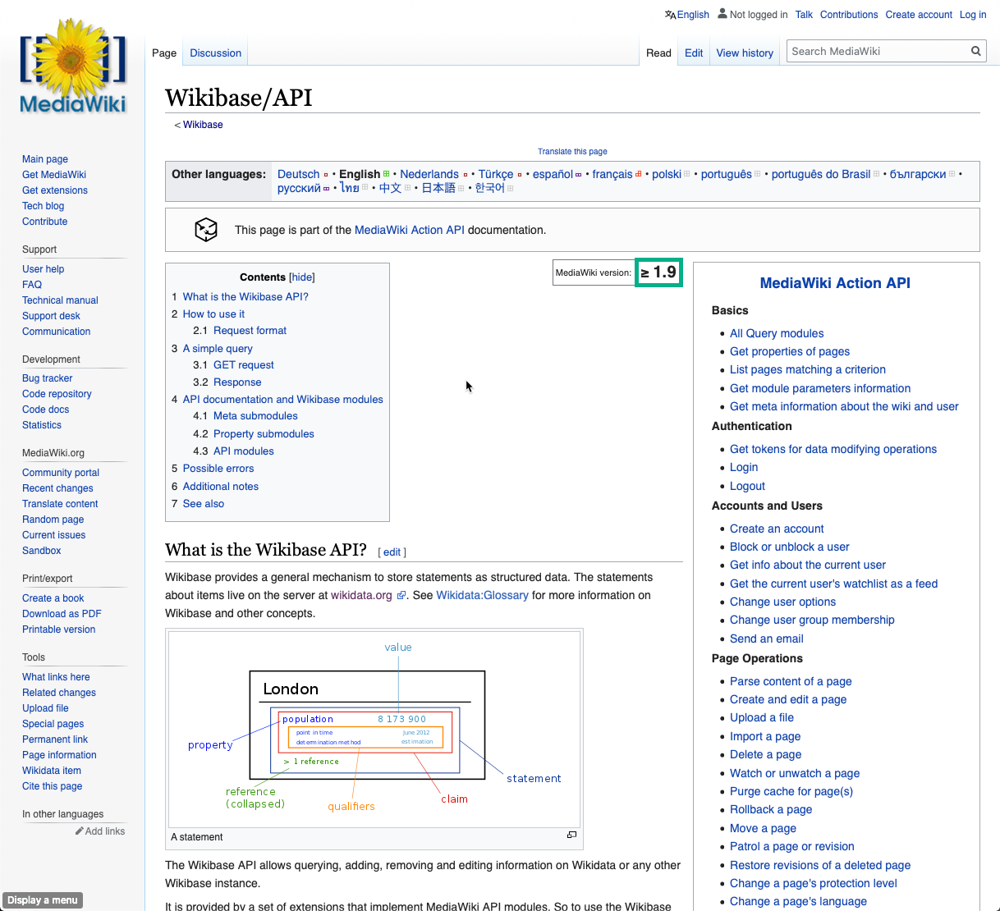 English Not logged in Talk Contributions Create account Log in
Page Discussion Read Edit View history Search MediaWiki
MediaWiki
Main page
Get MediaWiki
Get extensions
Tech blog
Contribute
Support
User help
FAQ
Technical manual
Support desk
Communication
Development
Bug tracker
Code repository
Code docs
Statistics
MediaWiki.org
Community portal
Recent changes
Translate content
Random page
Current issues
Sandbox
Print/export
Create a book
Download as PDF
Printable version
Tools
What links here
Related changes
Upload file
Special pages
Permanent link
Page information
Wikidata item
Cite this page
In other languages
Add links
Display a menu
Wikibase/API
< Wikibase
Translate this page
Other languages: Deutsch • English • Nederlands • Türkçe • español • français • polski • português • português do Brasil • български •
русский • ไทย • 中文 • 日本語 • 한국어
This page is part of the MediaWiki Action API documentation.
MediaWiki version: ≥ 1.9
Contents [hide]
1 What is the Wikibase API?
2 How to use it
2.1 Request format
3 A simple query
3.1 GET request
3.2 Response
4 API documentation and Wikibase modules
4.1 Meta submodules
4.2 Property submodules
4.3 API modules
5 Possible errors
6 Additional notes
7 See also
What is the Wikibase API? [ edit ]
Wikibase provides a general mechanism to store statements as structured data. The statements
about items live on the server at wikidata.org. See Wikidata:Glossary for more information on
Wikibase and other concepts.
value
London
population 8 173 900
point in time June 2012
determination method estimation
property
> 1 reference
statement
reference
(collapsed)
claim
qualifiers
A statement
The Wikibase API allows querying, adding, removing and editing information on Wikidata or any other
Wikibase instance.
It is provided by a set of extensions that implement MediaWiki API modules. So to use the Wikibase
MediaWiki Action API
Basics
• All Query modules
• Get properties of pages
• List pages matching a criterion
• Get module parameters information
• Get meta information about the wiki and user
Authentication
• Get tokens for data modifying operations
• Login
• Logout
Accounts and Users
• Create an account
• Block or unblock a user
• Get info about the current user
• Get the current user's watchlist as a feed
• Change user options
• Change user group membership
• Send an email
Page Operations
• Parse content of a page
• Create and edit a page
• Upload a file
• Import a page
• Delete a page
• Watch or unwatch a page
• Purge cache for page(s)
• Rollback a page
• Move a page
• Patrol a page or revision
• Restore revisions of a deleted page
• Change a page's protection level
• Change a page's language